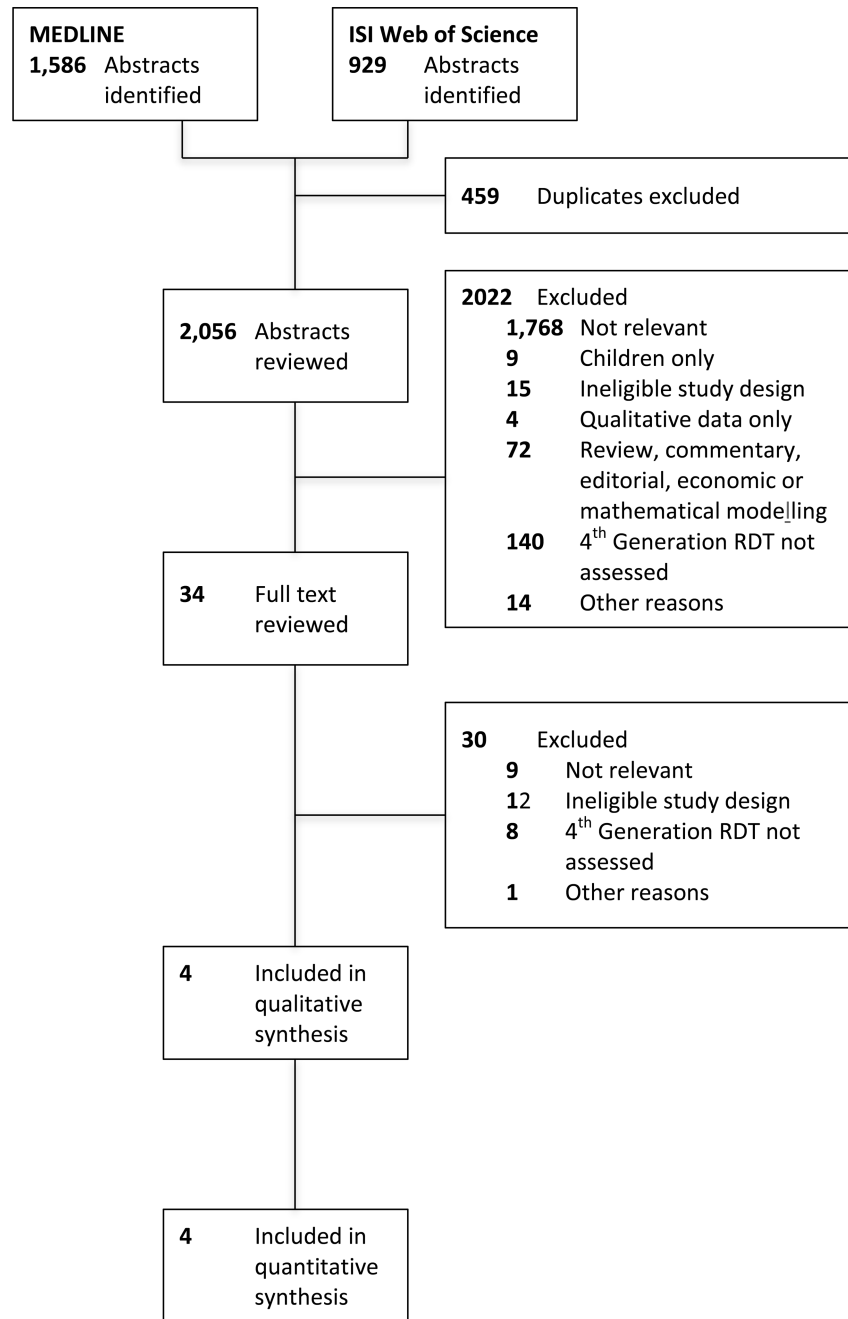 MEDLINE
1,586 Abstracts
identified
ISI Web of Science
929 Abstracts
identified
459 Duplicates excluded
2,056 Abstracts
reviewed
2022 Excluded
1,768 Not relevant
9 Children only
15 Ineligible study design
4 Qualitative data only
72 Review, commentary,
editorial, economic or
mathematical modelling
140 4th Generation RDT not
assessed
14 Other reasons
34 Full text
reviewed
30 Excluded
9 Not relevant
12 Ineligible study design
8 4th Generation RDT not
assessed
1 Other reasons
4 Included in
qualitative
synthesis
4 Included in
quantitative
synthesis